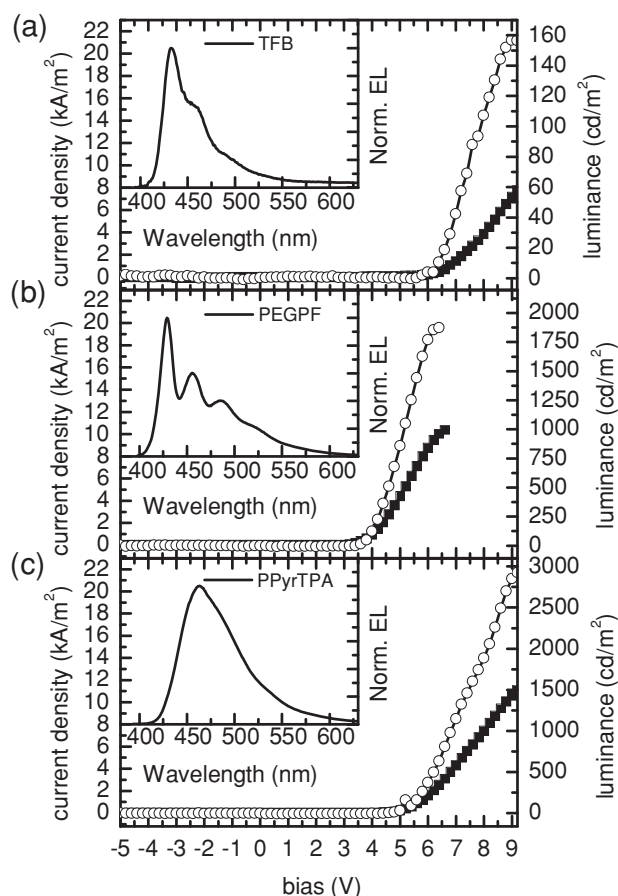 (a)
22
20
18
16
14
12
10
8
6
4
2
0
current density (kA/m²)
TFB
400 450 500 550 600
Wavelength (nm)
Norm. EL
160
140
120
100
80
60
40
20
0
luminance (cd/m²)
(b)
22
20
18
16
14
12
10
8
6
4
2
0
current density (kA/m²)
PEGPF
400 450 500 550 600
Wavelength (nm)
Norm. EL
2000
1750
1500
1250
1000
750
500
250
0
luminance (cd/m²)
(c)
22
20
18
16
14
12
10
8
6
4
2
0
current density (kA/m²)
PPyrTPA
400 450 500 550 600
Wavelength (nm)
Norm. EL
3000
2500
2000
1500
1000
500
0
luminance (cd/m²)
-5 -4 -3 -2 -1 0 1 2 3 4 5 6 7 8 9
bias (V)